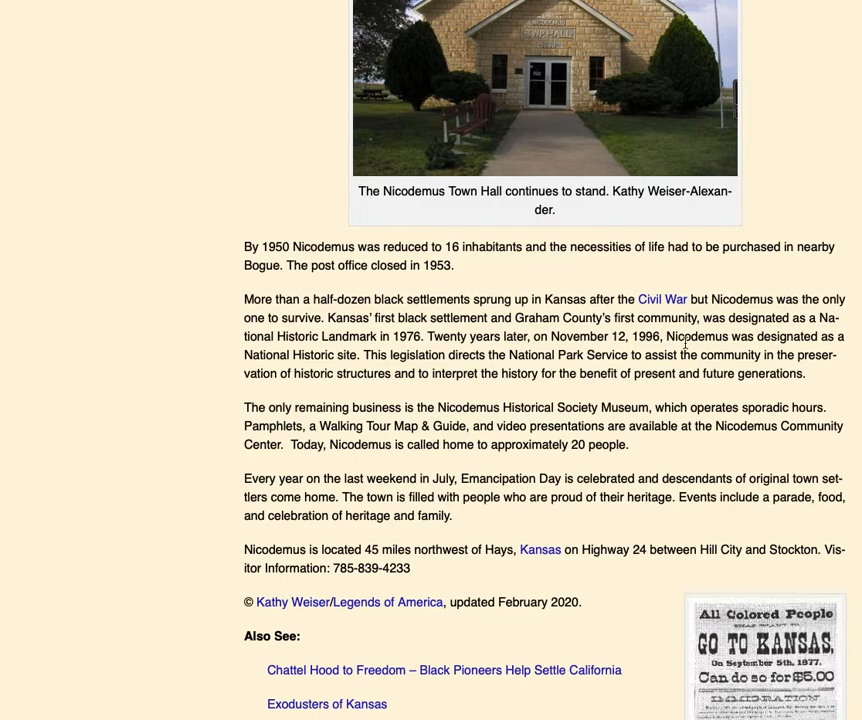 NICODEMUS
TWP HALL
The Nicodemus Town Hall continues to stand. Kathy Weiser-Alexan-
der.
By 1950 Nicodemus was reduced to 16 inhabitants and the necessities of life had to be purchased in nearby
Bogue. The post office closed in 1953.
More than a half-dozen black settlements sprung up in Kansas after the Civil War but Nicodemus was the only
one to survive. Kansas’ first black settlement and Graham County’s first community, was designated as a Na-
tional Historic Landmark in 1976. Twenty years later, on November 12, 1996, Nicodemus was designated as a
National Historic site. This legislation directs the National Park Service to assist the community in the preser-
vation of historic structures and to interpret the history for the benefit of present and future generations.
The only remaining business is the Nicodemus Historical Society Museum, which operates sporadic hours.
Pamphlets, a Walking Tour Map & Guide, and video presentations are available at the Nicodemus Community
Center.  Today, Nicodemus is called home to approximately 20 people.
Every year on the last weekend in July, Emancipation Day is celebrated and descendants of original town set-
tlers come home. The town is filled with people who are proud of their heritage. Events include a parade, food,
and celebration of heritage and family.
Nicodemus is located 45 miles northwest of Hays, Kansas on Highway 24 between Hill City and Stockton. Vis-
itor Information: 785-839-4233
© Kathy Weiser/Legends of America, updated February 2020.
Also See:
Chattel Hood to Freedom – Black Pioneers Help Settle California
Exodusters of Kansas
All Colored People
GO TO KANSAS,
On September 5th, 1877,
Can do so for $5.00
IMMIGRATION